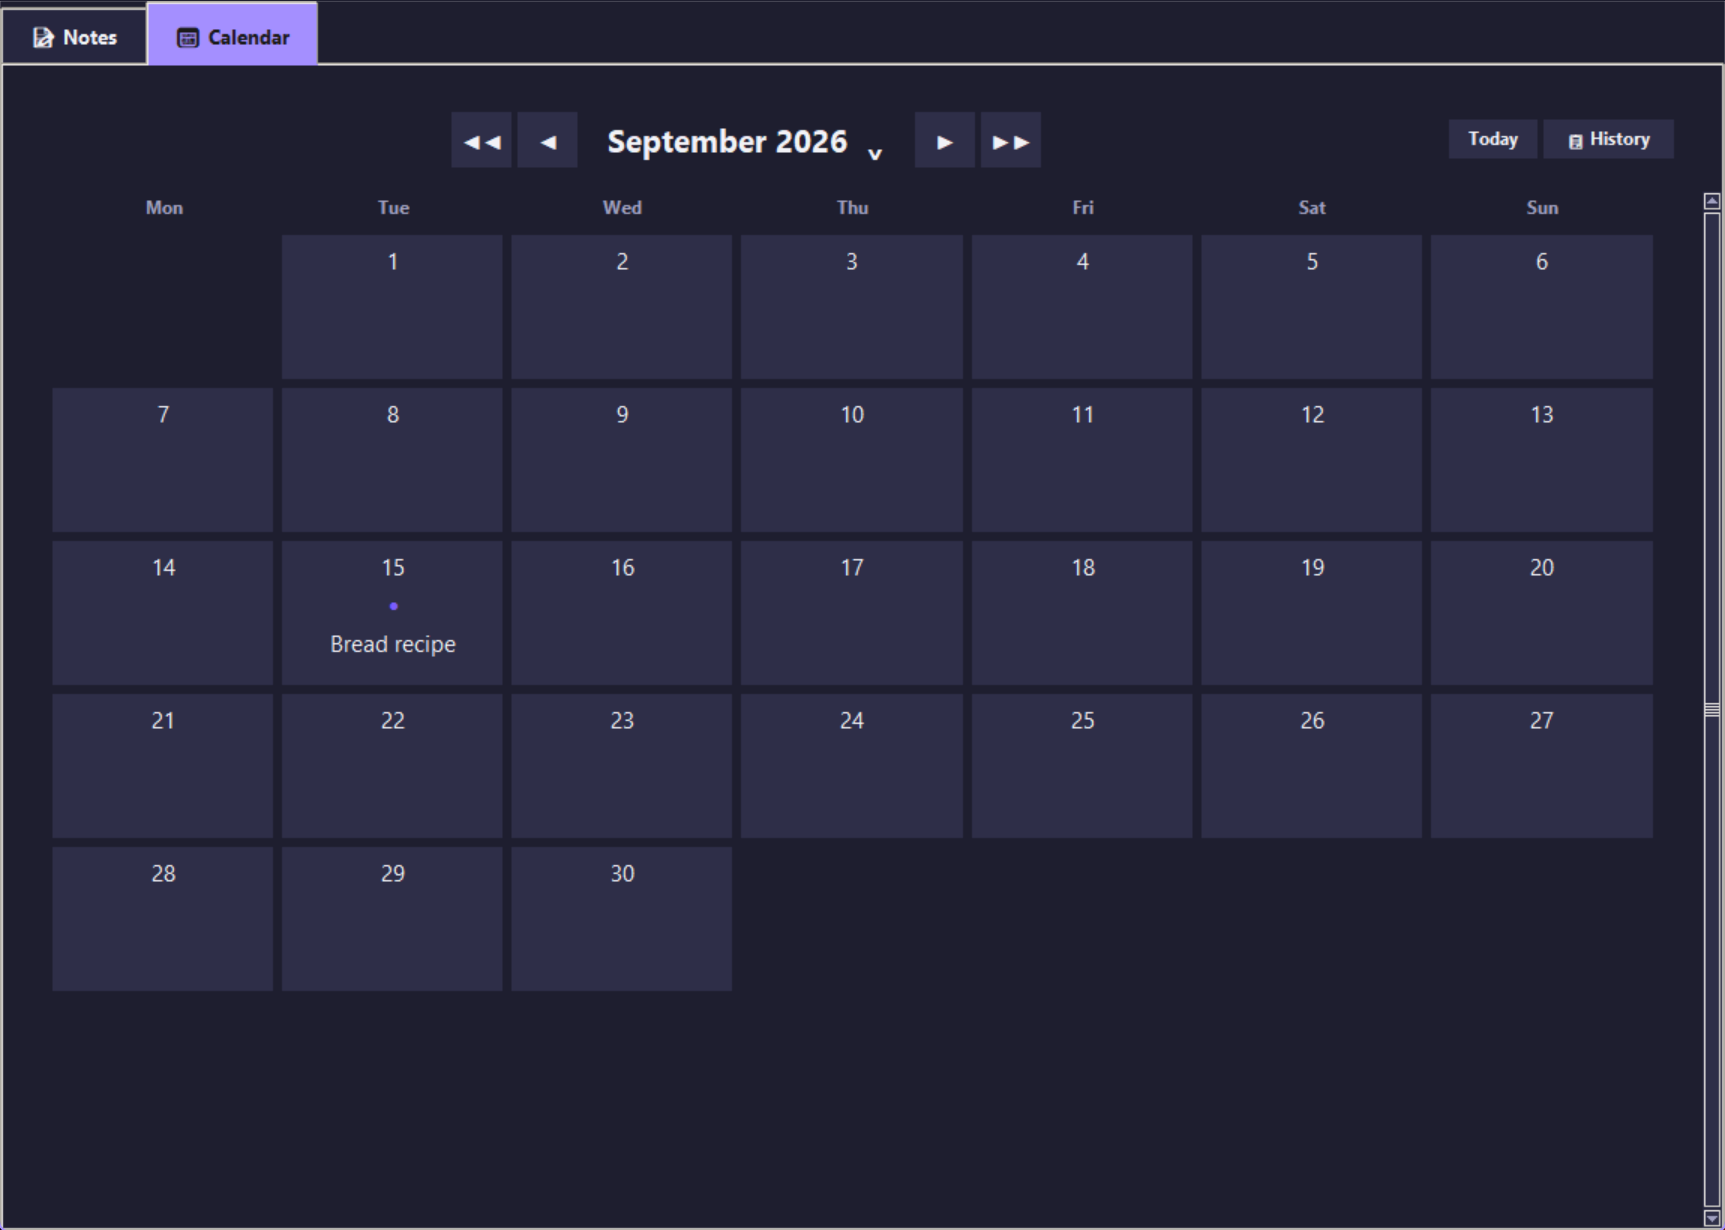 Notes Calendar
◄◄ ◄ September 2026 v ► ►► Today History
Mon Tue Wed Thu Fri Sat Sun
1 2 3 4 5 6
7 8 9 10 11 12 13
14 15 16 17 18 19 20
Bread recipe
21 22 23 24 25 26 27
28 29 30